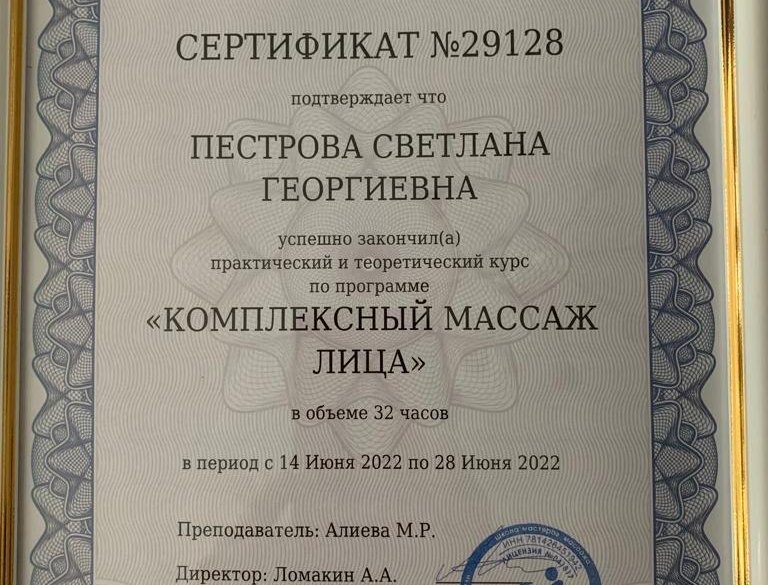 СЕРТИФИКАТ №29128
подтверждает что
ПЕСТРОВА СВЕТЛАНА
ГЕОРГИЕВНА
успешно закончил(а)
практический и теоретический курс
по программе
«КОМПЛЕКСНЫЙ МАССАЖ
ЛИЦА»
в объеме 32 часов
в период с 14 Июня 2022 по 28 Июня 2022
Преподаватель: Алиева М.Р.
Директор: Ломакин А.А.